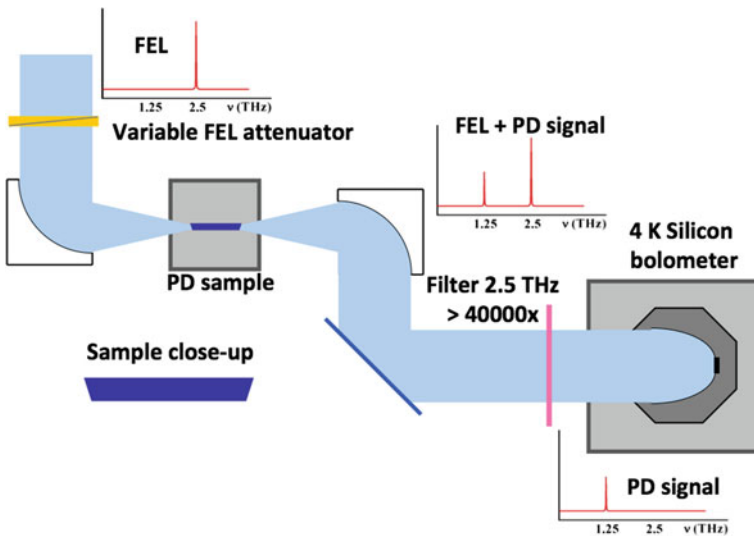 FEL
1.25 2.5 ν (THz)
Variable FEL attenuator
FEL + PD signal
1.25 2.5 ν (THz)
PD sample
4 K Silicon
bolometer
Filter 2.5 THz
> 40000x
Sample close-up
PD signal
1.25 2.5 ν (THz)